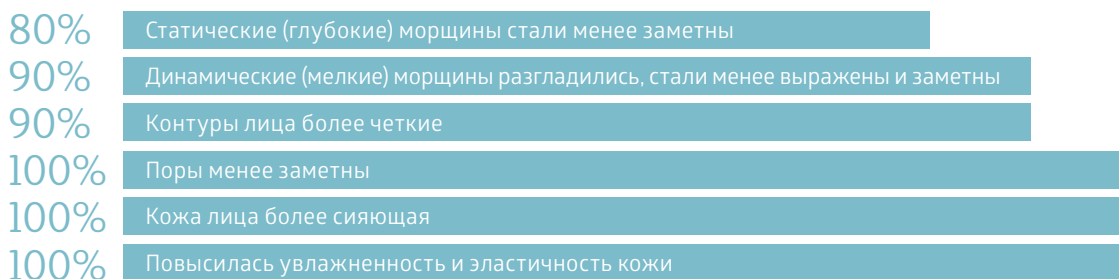 80% Статические (глубокие) морщины стали менее заметны
90% Динамические (мелкие) морщины разгладились, стали менее выражены и заметны
90% Контуры лица более четкие
100% Поры менее заметны
100% Кожа лица более сияющая
100% Повысилась увлажненность и эластичность кожи